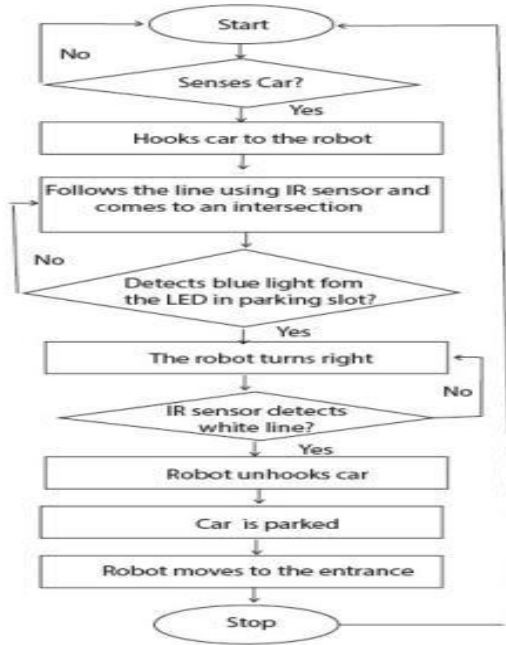 Start
No
Senses Car?
Yes
Hooks car to the robot
Follows the line using IR sensor and
comes to an intersection
No
Detects blue light fom
the LED in parking slot?
Yes
The robot turns right
No
IR sensor detects
white line?
Yes
Robot unhooks car
Car is parked
Robot moves to the entrance
Stop